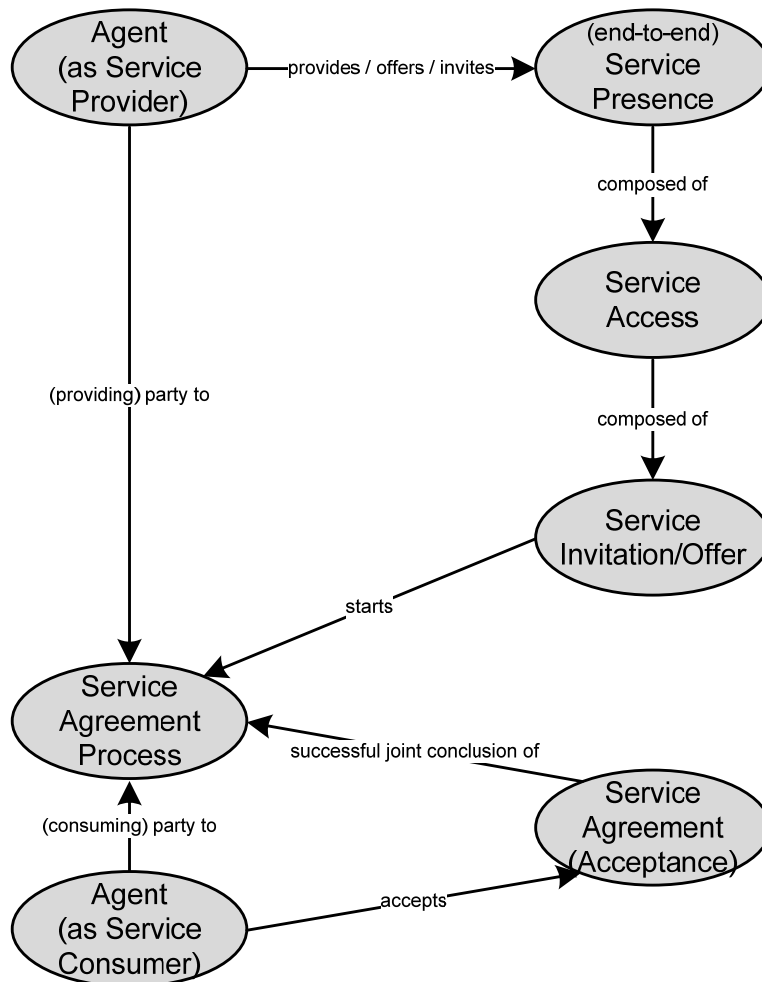 Agent
(as Service
Provider)
provides / offers / invites
(end-to-end)
Service
Presence
composed of
Service
Access
(providing) party to
composed of
Service
Invitation/Offer
starts
Service
Agreement
Process
successful joint conclusion of
Service
Agreement
(Acceptance)
(consuming) party to
Agent
(as Service
Consumer)
accepts